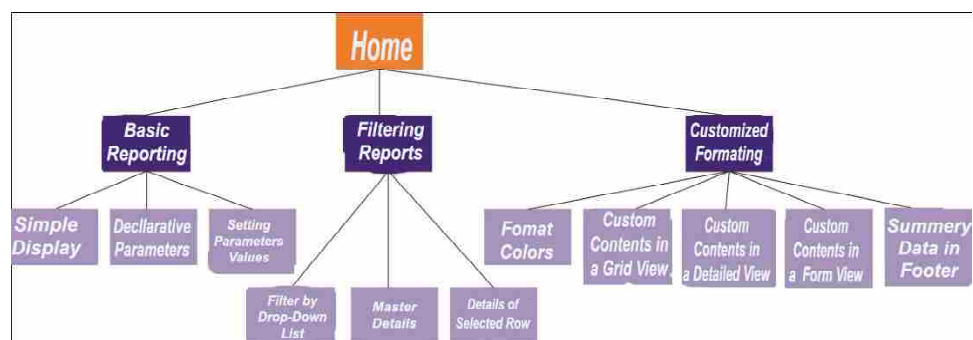 Home
Basic
Reporting
Filtering
Reports
Customized
Formating
Simple
Display
Decllarative
Parameters
Setting
Parameters
Values
Fomat
Colors
Custom
Contents in
a Grid View
Custom
Contents in
a Detailed View
Custom
Contents in
a Form View
Summery
Data in
Footer
Filter by
Drop-Down
List
Master
Details
Details of
Selected Row